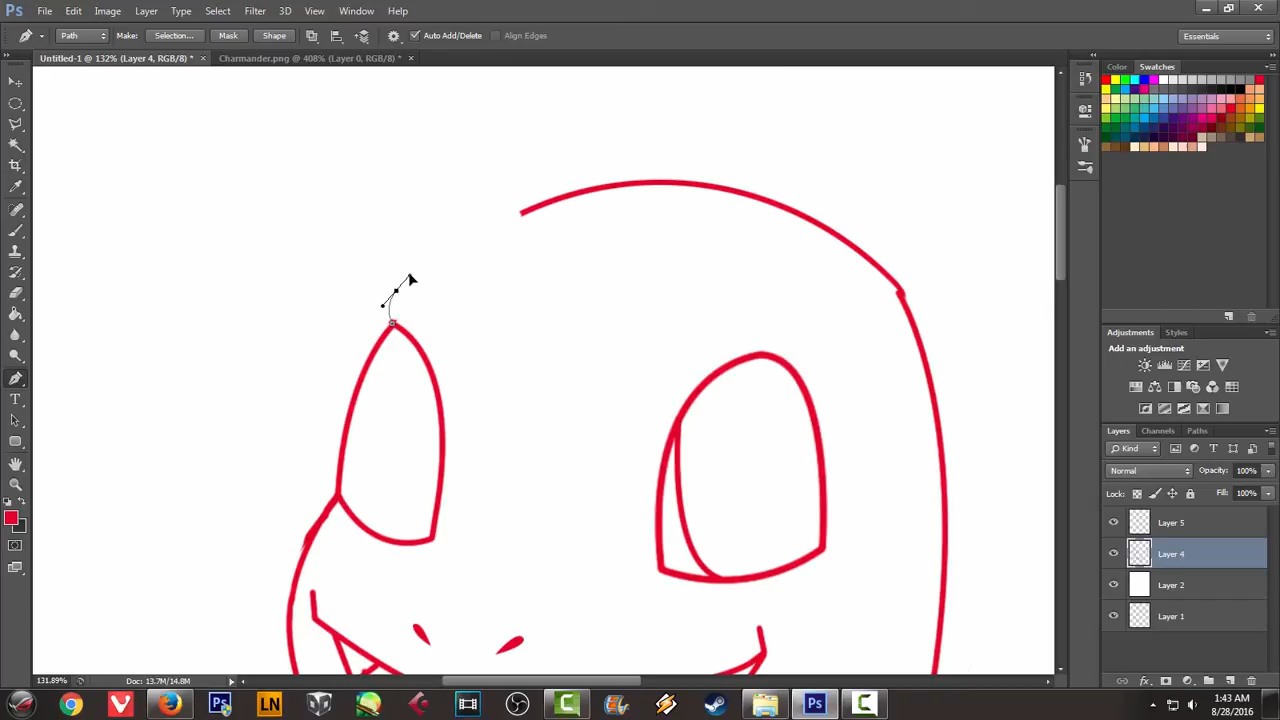 Ps File Edit Image Layer Type Select Filter 3D View Window Help
Path Make: Selection... Mask Shape Auto Add/Delete Align Edges Essentials
Untitled-1 @ 132% (Layer 4, RGB/8) * × Charmander.png @ 408% (Layer 0, RGB/8) * ×
Color Swatches
Adjustments Styles
Add an adjustment
Layers Channels Paths
Kind
Normal Opacity: 100%
Lock: Fill: 100%
Layer 5
Layer 4
Layer 2
Layer 1
131.89% Doc: 13.7M/14.8M
LN Ps
1:43 AM
8/28/2016